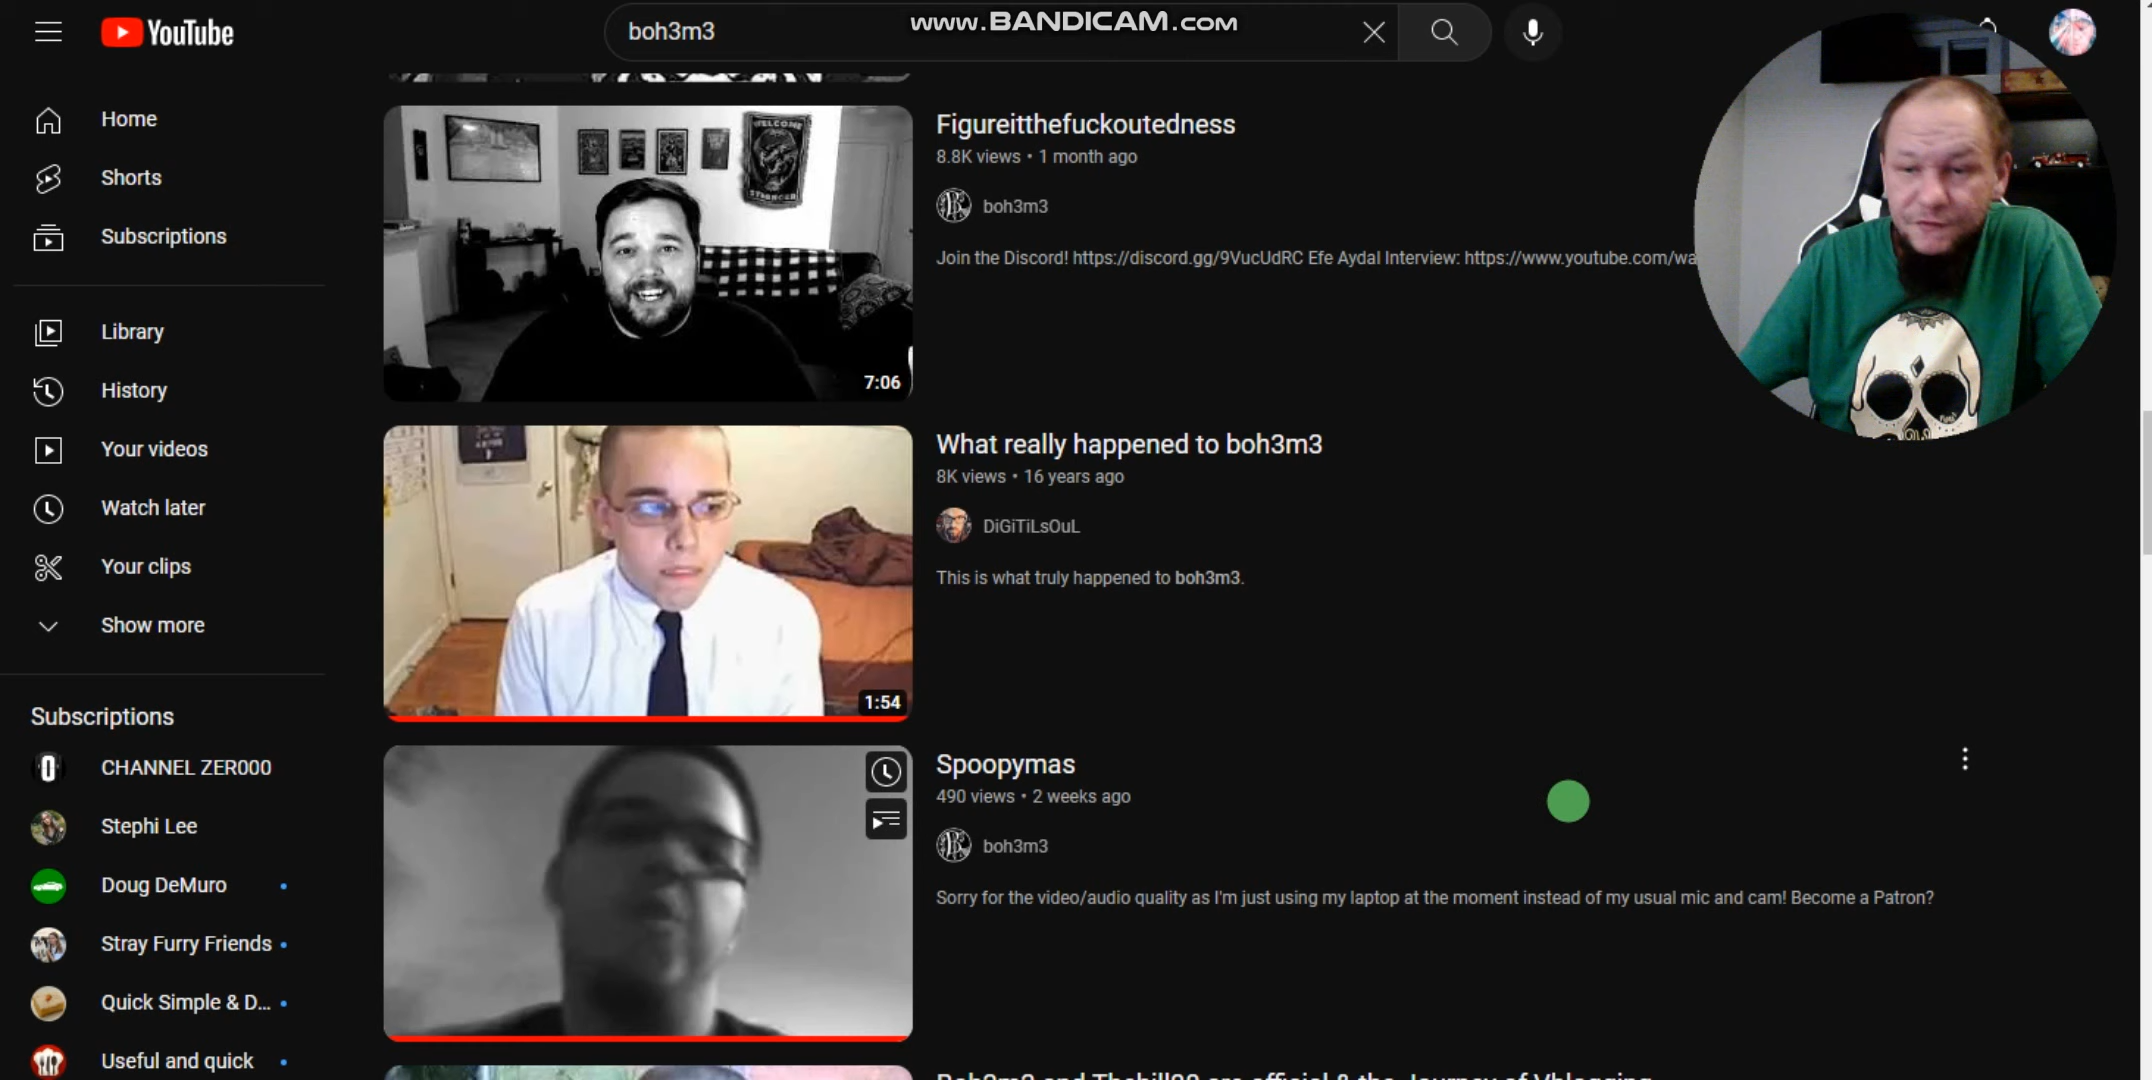 YouTube
boh3m3
www.BANDICAM.com
Home
Shorts
Subscriptions
Library
History
Your videos
Watch later
Your clips
Show more
Subscriptions
CHANNEL ZER000
Stephi Lee
Doug DeMuro
Stray Furry Friends
Quick Simple & D...
Useful and quick
WELCOME
STRANGER
7:06
Figureitthefuckoutedness
8.8K views • 1 month ago
boh3m3
Join the Discord! https://discord.gg/9VucUdRC Efe Aydal Interview: https://www.youtube.com/wa
1:54
What really happened to boh3m3
8K views • 16 years ago
DiGiTiLsOuL
This is what truly happened to boh3m3.
Spoopymas
490 views • 2 weeks ago
boh3m3
Sorry for the video/audio quality as I'm just using my laptop at the moment instead of my usual mic and cam! Become a Patron?